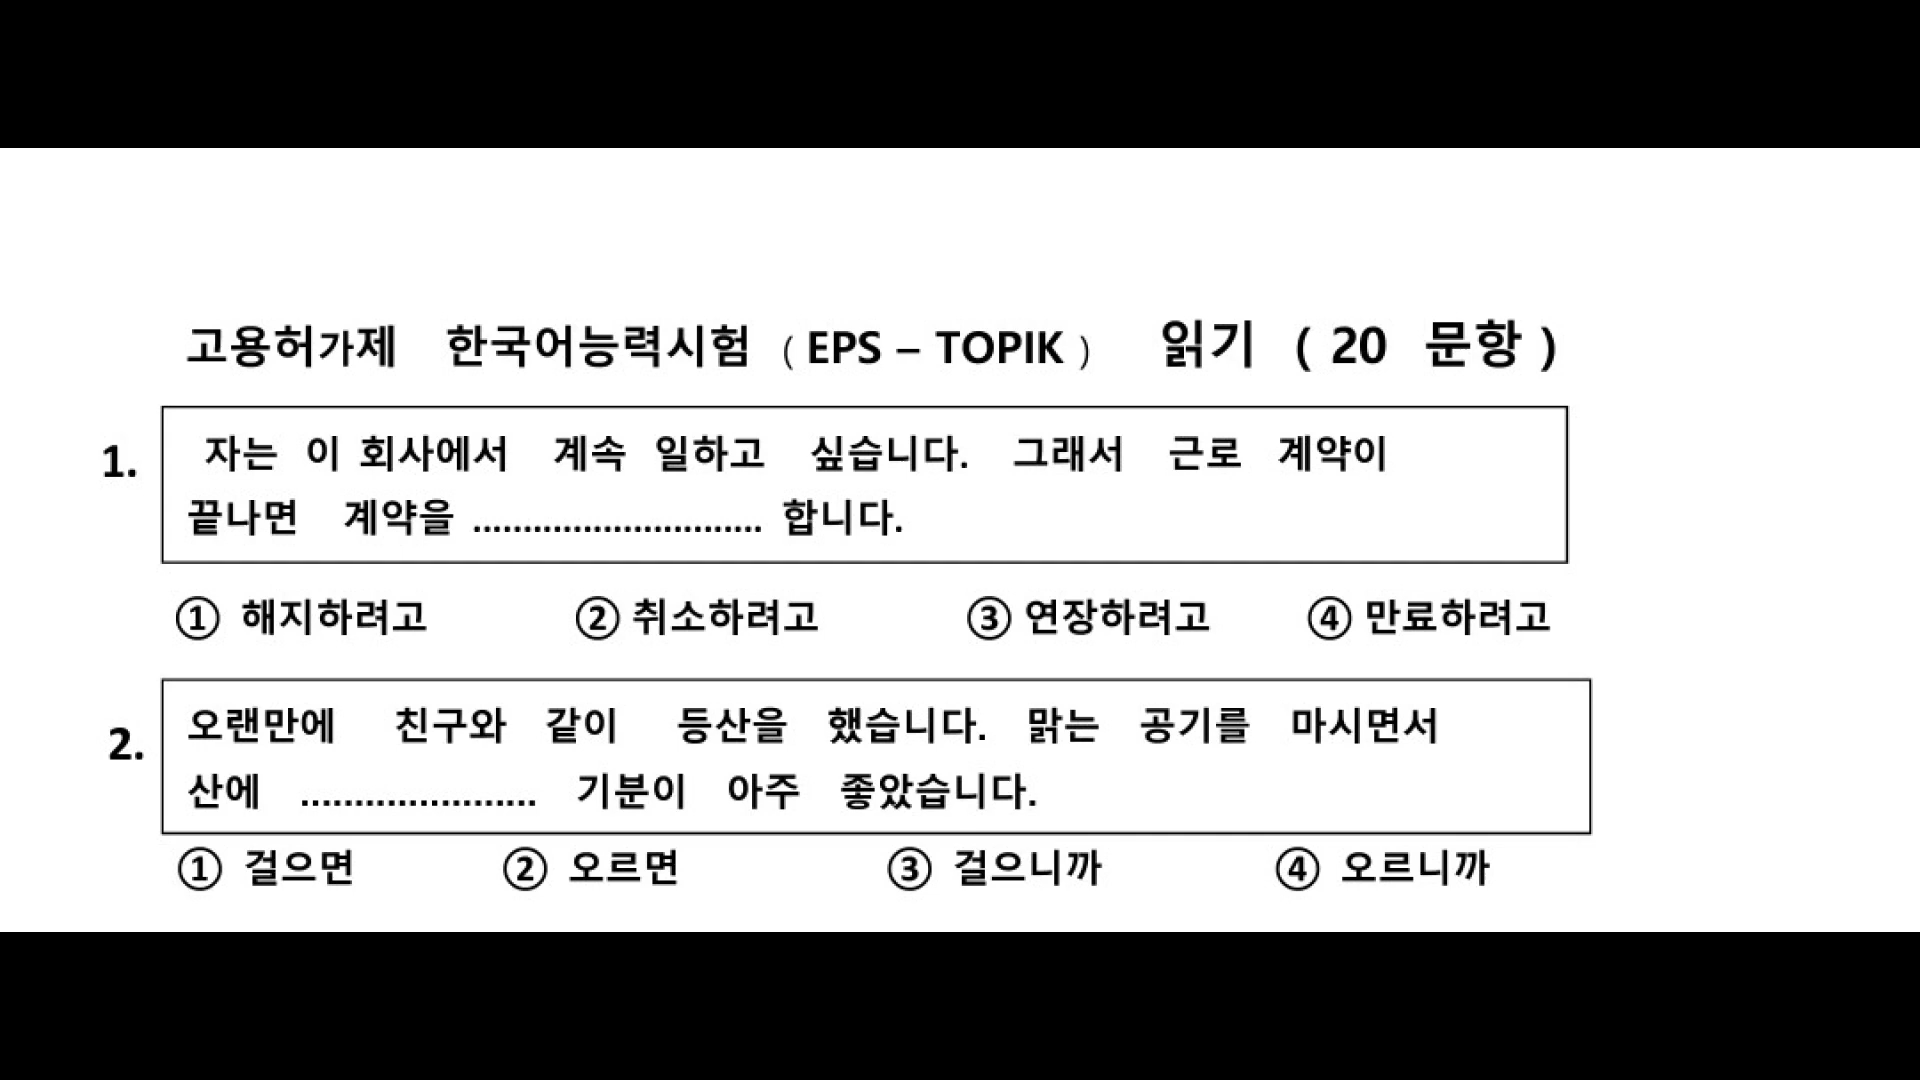 고용허가제 한국어능력시험 ( EPS – TOPIK ) 읽기 ( 20 문항 )
1. 자는 이 회사에서 계속 일하고 싶습니다. 그래서 근로 계약이
끝나면 계약을 ............................ 합니다.
① 해지하려고 ② 취소하려고 ③ 연장하려고 ④ 만료하려고
2. 오랜만에 친구와 같이 등산을 했습니다. 맑는 공기를 마시면서
산에 ...................... 기분이 아주 좋았습니다.
① 걸으면 ② 오르면 ③ 걸으니까 ④ 오르니까